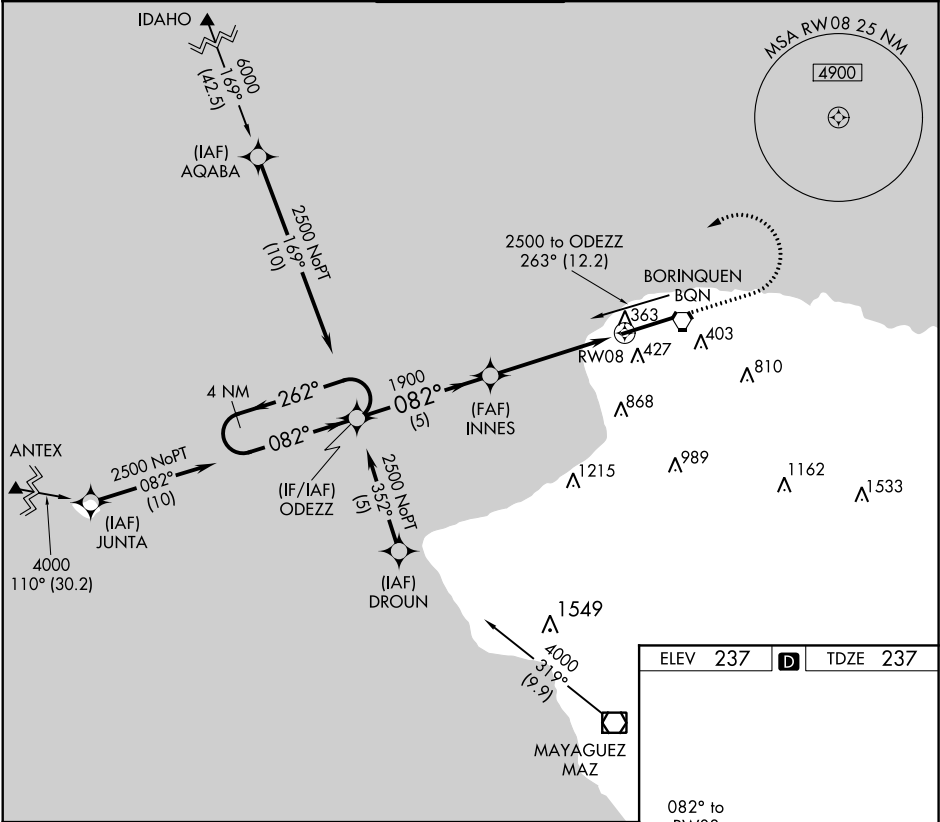 IDAHO
6000
169°
(42.5)
(IAF)
AQABA
2500 NoPT
169°
(10)
MSA RW08 25 NM
4900
2500 to ODEZZ
263° (12.2)
BORINQUEN
BQN
363
RW08
427
403
810
868
989
1215
1162
1533
4 NM
262°
082°
1900
082°
(5)
(FAF)
INNES
ANTEX
2500 NoPT
082°
(10)
(IAF)
JUNTA
4000
110° (30.2)
(IF/IAF)
ODEZZ
2500 NoPT
352°
(5)
(IAF)
DROUN
1549
4000
319°
(9.9)
MAYAGUEZ
MAZ
ELEV 237 D TDZE 237
082° to
RW08